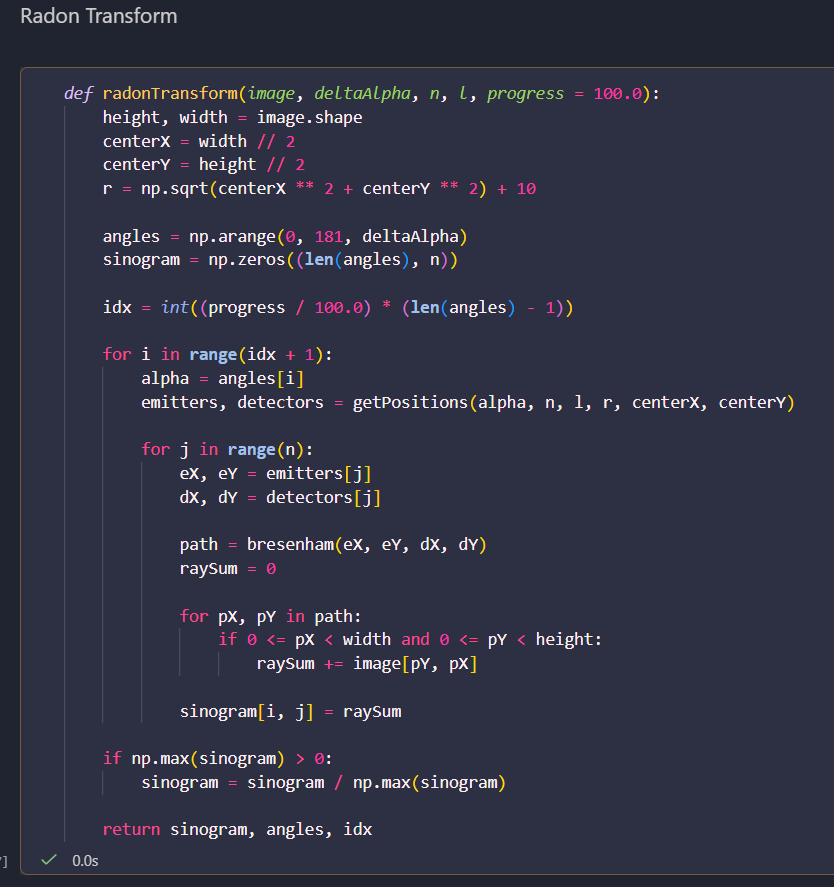 Radon Transform
def radonTransform(image, deltaAlpha, n, l, progress = 100.0):
    height, width = image.shape
    centerX = width // 2
    centerY = height // 2
    r = np.sqrt(centerX ** 2 + centerY ** 2) + 10

    angles = np.arange(0, 181, deltaAlpha)
    sinogram = np.zeros((len(angles), n))

    idx = int((progress / 100.0) * (len(angles) - 1))

    for i in range(idx + 1):
        alpha = angles[i]
        emitters, detectors = getPositions(alpha, n, l, r, centerX, centerY)

        for j in range(n):
            eX, eY = emitters[j]
            dX, dY = detectors[j]

            path = bresenham(eX, eY, dX, dY)
            raySum = 0

            for pX, pY in path:
                if 0 <= pX < width and 0 <= pY < height:
                    raySum += image[pY, pX]

            sinogram[i, j] = raySum

    if np.max(sinogram) > 0:
        sinogram = sinogram / np.max(sinogram)

    return sinogram, angles, idx
] ✓ 0.0s